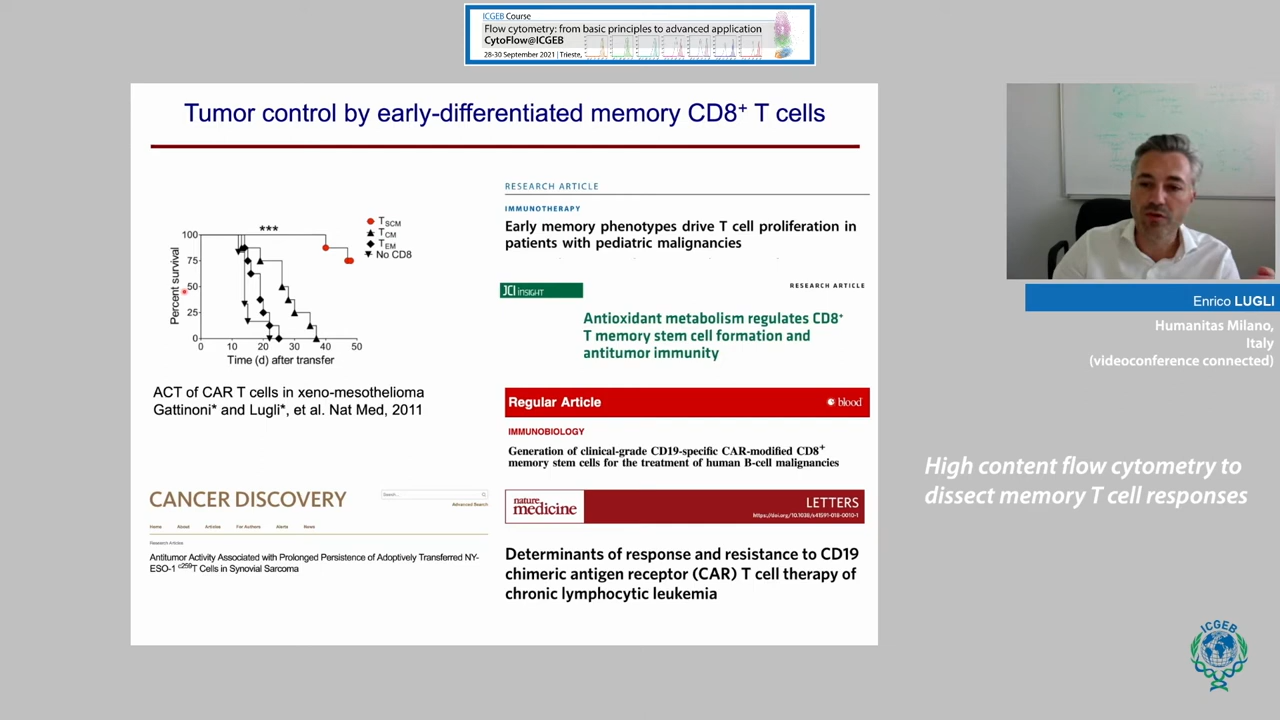 ICGEB Course
Flow cytometry: from basic principles to advanced application
CytoFlow@ICGEB
28-30 September 2021 | Trieste,
Tumor control by early-differentiated memory CD8+ T cells
***
TSCM
TCM
TEM
No CD8
Percent survival
100
75
50
25
0
0 10 20 30 40 50
Time (d) after transfer
ACT of CAR T cells in xeno-mesothelioma
Gattinoni* and Lugli*, et al. Nat Med, 2011
CANCER DISCOVERY
Search...
Advanced Search
Home About Articles For Authors Alerts News
Research Articles
Antitumor Activity Associated with Prolonged Persistence of Adoptively Transferred NY-
ESO-1 c259T Cells in Synovial Sarcoma
RESEARCH ARTICLE
IMMUNOTHERAPY
Early memory phenotypes drive T cell proliferation in
patients with pediatric malignancies
JCI INSIGHT
RESEARCH ARTICLE
Antioxidant metabolism regulates CD8+
T memory stem cell formation and
antitumor immunity
Regular Article
blood
IMMUNOBIOLOGY
Generation of clinical-grade CD19-specific CAR-modified CD8+
memory stem cells for the treatment of human B-cell malignancies
nature
medicine
LETTERS
https://doi.org/10.1038/s41591-018-0010-1
Determinants of response and resistance to CD19
chimeric antigen receptor (CAR) T cell therapy of
chronic lymphocytic leukemia
Enrico LUGLI
Humanitas Milano,
Italy
(videoconference connected)
High content flow cytometry to
dissect memory T cell responses
ICGEB